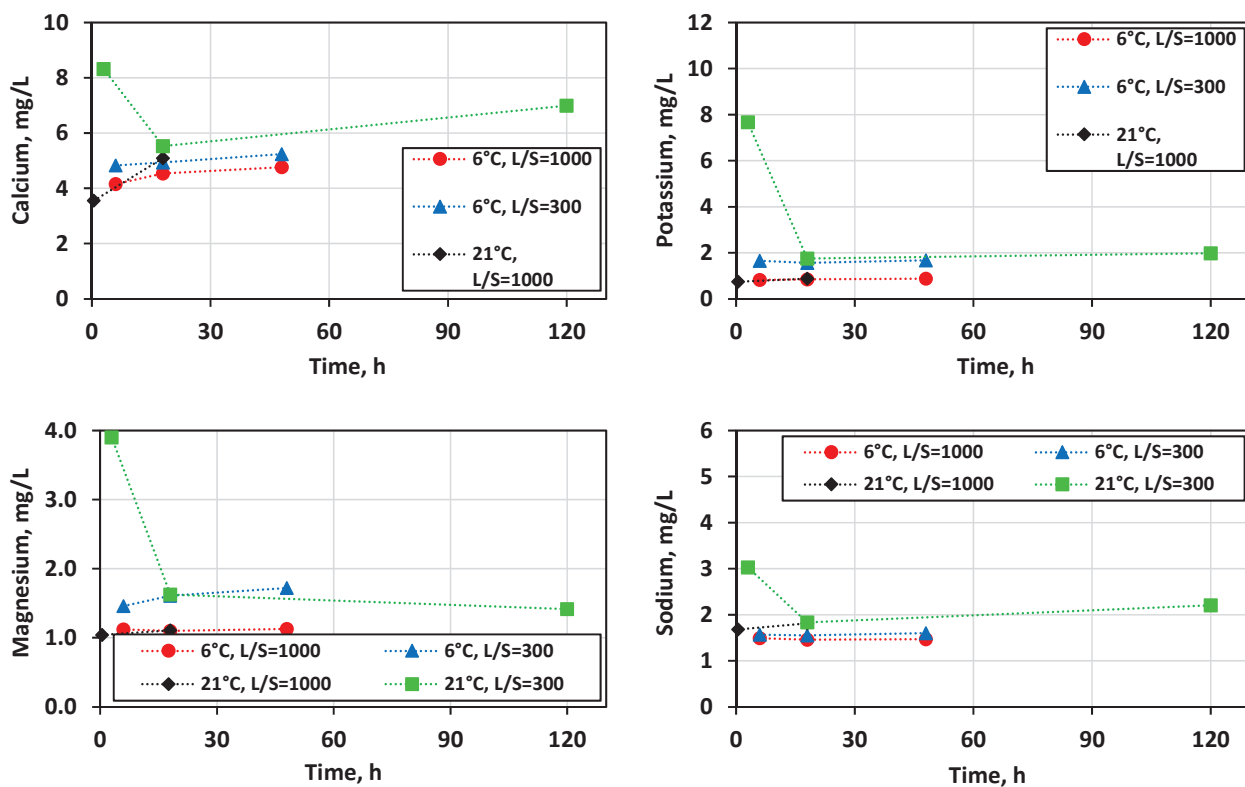 Calcium, mg/L
10
8
6
4
2
0
6°C, L/S=1000
6°C, L/S=300
21°C,
L/S=1000
0 30 60 90 120
Time, h
Potassium, mg/L
12
10
8
6
4
2
0
6°C, L/S=1000
6°C, L/S=300
21°C,
L/S=1000
0 30 60 90 120
Time, h
Magnesium, mg/L
4.0
3.0
2.0
1.0
0.0
6°C, L/S=1000 6°C, L/S=300
21°C, L/S=1000 21°C, L/S=300
0 30 60 90 120
Time, h
Sodium, mg/L
6
5
4
3
2
1
0
6°C, L/S=1000 6°C, L/S=300
21°C, L/S=1000 21°C, L/S=300
0 30 60 90 120
Time, h